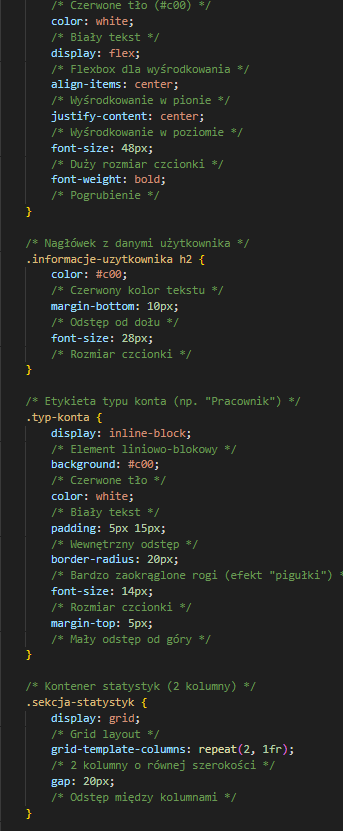 /* Czerwone tło (#c00) */
color: white;
/* Biały tekst */
display: flex;
/* Flexbox dla wyśrodkowania */
align-items: center;
/* Wyśrodkowanie w pionie */
justify-content: center;
/* Wyśrodkowanie w poziomie */
font-size: 48px;
/* Duży rozmiar czcionki */
font-weight: bold;
/* Pogrubienie */
}
/* Nagłówek z danymi użytkownika */
.informacje-uzytkownika h2 {
color: #c00;
/* Czerwony kolor tekstu */
margin-bottom: 10px;
/* Odstęp od dołu */
font-size: 28px;
/* Rozmiar czcionki */
}
/* Etykieta typu konta (np. "Pracownik") */
.typ-konta {
display: inline-block;
/* Element liniowo-blokowy */
background: #c00;
/* Czerwone tło */
color: white;
/* Biały tekst */
padding: 5px 15px;
/* Wewnętrzny odstęp */
border-radius: 20px;
/* Bardzo zaokrąglone rogi (efekt "pigułki") *
font-size: 14px;
/* Rozmiar czcionki */
margin-top: 5px;
/* Mały odstęp od góry */
}
/* Kontener statystyk (2 kolumny) */
.sekcja-statystyk {
display: grid;
/* Grid layout */
grid-template-columns: repeat(2, 1fr);
/* 2 kolumny o równej szerokości */
gap: 20px;
/* Odstęp między kolumnami */
}